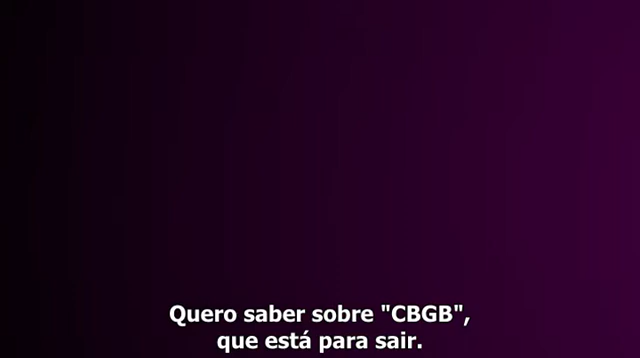 Quero saber sobre "CBGB",
que está para sair.